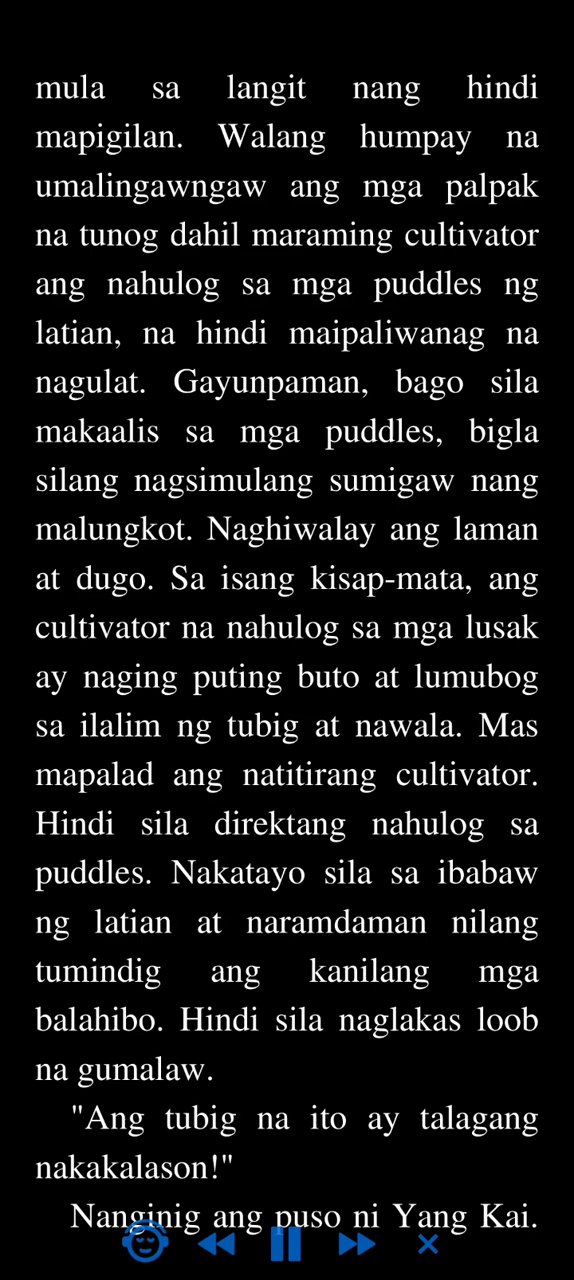 mula sa langit nang hindi
mapigilan. Walang humpay na
umalingawngaw ang mga palpak
na tunog dahil maraming cultivator
ang nahulog sa mga puddles ng
latian, na hindi maipaliwanag na
nagulat. Gayunpaman, bago sila
makaalis sa mga puddles, bigla
silang nagsimulang sumigaw nang
malungkot. Naghiwalay ang laman
at dugo. Sa isang kisap-mata, ang
cultivator na nahulog sa mga lusak
ay naging puting buto at lumubog
sa ilalim ng tubig at nawala. Mas
mapalad ang natitirang cultivator.
Hindi sila direktang nahulog sa
puddles. Nakatayo sila sa ibabaw
ng latian at naramdaman nilang
tumindig ang kanilang mga
balahibo. Hindi sila naglakas loob
na gumalaw.
"Ang tubig na ito ay talagang
nakakalason!"
Nanginig ang puso ni Yang Kai.